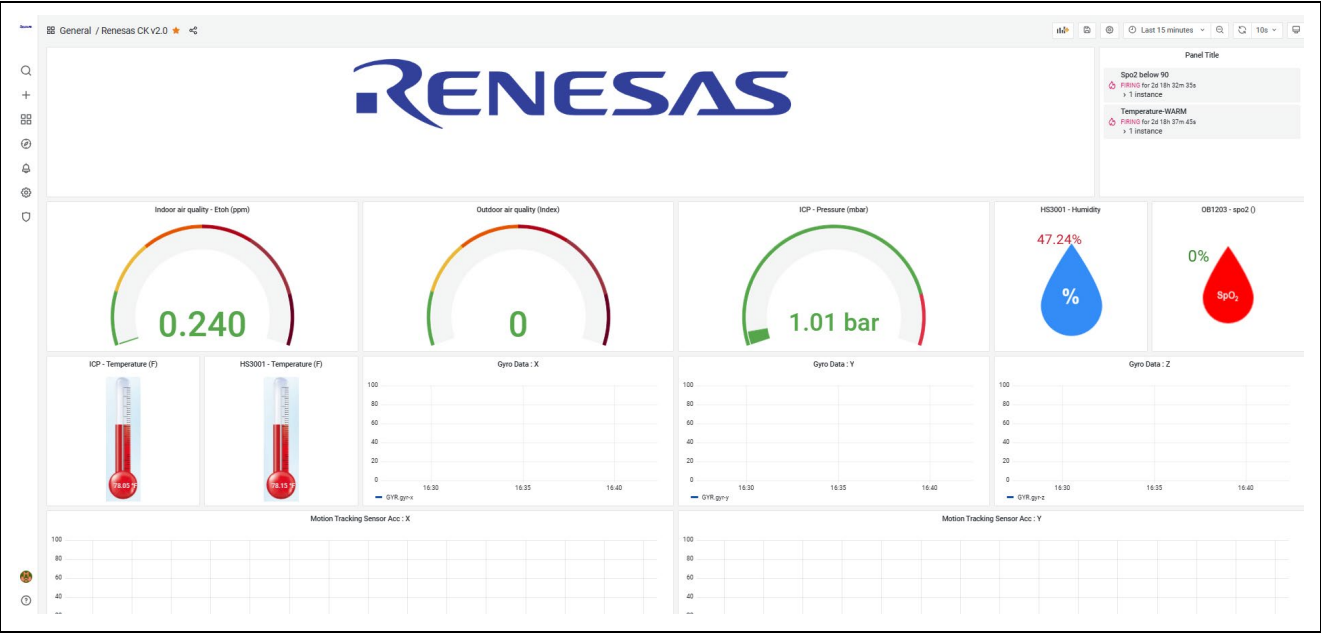 General / Renesas CK v2.0
Last 15 minutes
10s
RENESAS
Panel Title
Spo2 below 90
FIRING for 2d 18h 32m 35s
› 1 instance
Temperature-WARM
FIRING for 2d 18h 37m 45s
› 1 instance
Indoor air quality - Etoh (ppm)
0.240
Outdoor air quality (Index)
0
ICP - Pressure (mbar)
1.01 bar
HS3001 - Humidity
47.24%
%
OB1203 - spo2 ()
0%
SpO₂
ICP - Temperature (F)
78.05 °F
HS3001 - Temperature (F)
78.15 °F
Gyro Data : X
100
80
60
40
20
0
16:30 16:35 16:40
GYR.gyr-x
Gyro Data : Y
100
80
60
40
20
0
16:30 16:35 16:40
GYR.gyr-y
Gyro Data : Z
100
80
60
40
20
0
16:30 16:35 16:40
GYR.gyr-z
Motion Tracking Sensor Acc : X
100
80
60
40
Motion Tracking Sensor Acc : Y
100
80
60
40